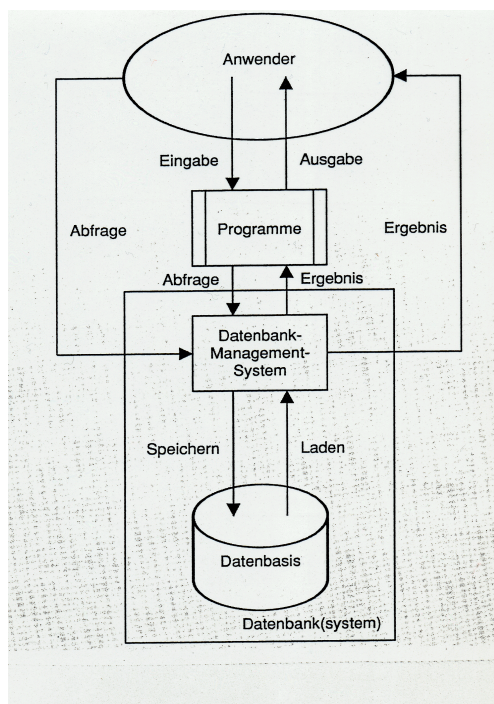 Anwender
Eingabe
Ausgabe
Abfrage
Programme
Ergebnis
Abfrage
Ergebnis
Datenbank-
Management-
System
Speichern
Laden
Datenbasis
Datenbank(system)